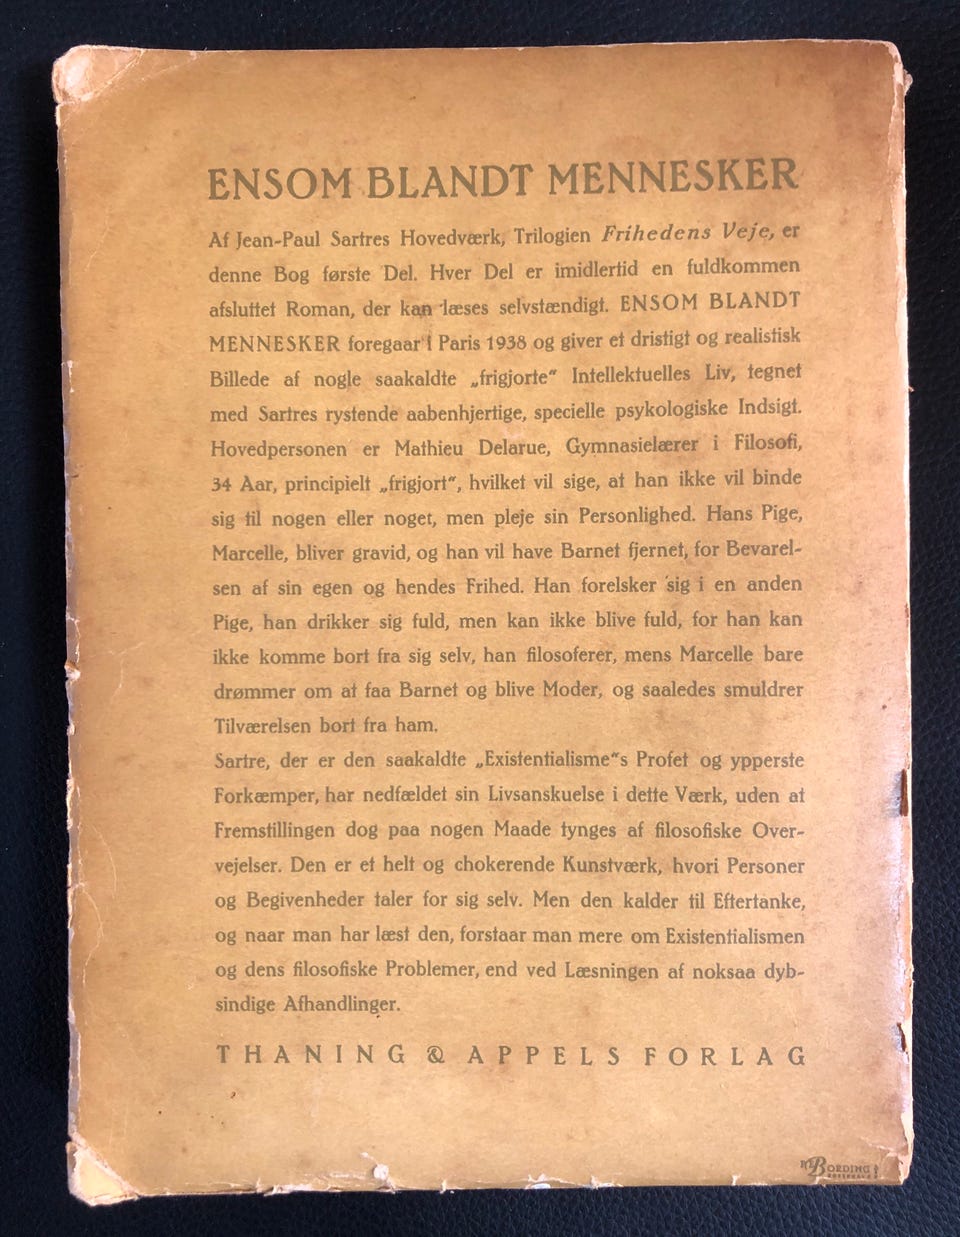 ENSOM BLANDT MENNESKER
Af Jean-Paul Sartres Hovedværk, Trilogien Frihedens Veje, er
denne Bog første Del. Hver Del er imidlertid en fuldkommen
afsluttet Roman, der kan læses selvstændigt. ENSOM BLANDT
MENNESKER foregaar i Paris 1938 og giver et dristigt og realistisk
Billede af nogle saakaldte „frigjorte“ Intellektuelles Liv, tegnet
med Sartres rystende aabenhjertige, specielle psykologiske Indsigt.
Hovedpersonen er Mathieu Delarue, Gymnasielærer i Filosofi,
34 Aar, principielt „frigjort“, hvilket vil sige, at han ikke vil binde
sig til nogen eller noget, men pleje sin Personlighed. Hans Pige,
Marcelle, bliver gravid, og han vil have Barnet fjernet, for Bevarel-
sen af sin egen og hendes Frihed. Han forelsker sig i en anden
Pige, han drikker sig fuld, men kan ikke blive fuld, for han kan
ikke komme bort fra sig selv, han filosoferer, mens Marcelle bare
drømmer om at faa Barnet og blive Moder, og saaledes smuldrer
Tilværelsen bort fra ham.
Sartre, der er den saakaldte „Existentialisme“s Profet og ypperste
Forkæmper, har nedfældet sin Livsanskuelse i dette Værk, uden at
Fremstillingen dog paa nogen Maade tynges af filosofiske Over-
vejelser. Den er et helt og chokerende Kunstværk, hvori Personer
og Begivenheder taler for sig selv. Men den kalder til Eftertanke,
og naar man har læst den, forstaar man mere om Existentialismen
og dens filosofiske Problemer, end ved Læsningen af noksaa dyb-
sindige Afhandlinger.
THANING & APPELS FORLAG
BORDING